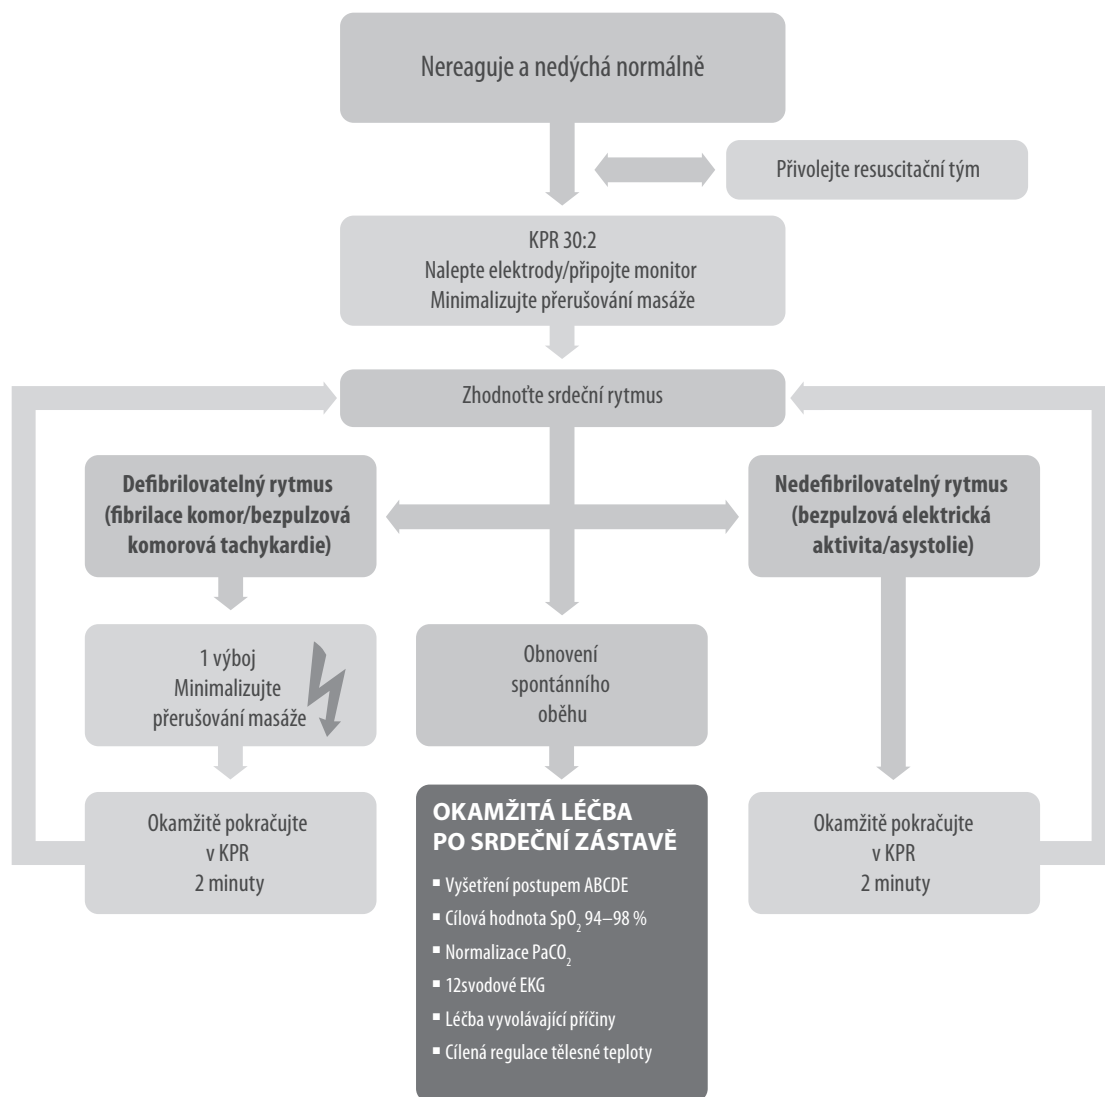 Nereaguje a nedýchá normálně
Přivolejte resuscitační tým
KPR 30:2
Nalepte elektrody/připojte monitor
Minimalizujte přerušování masáže
Zhodnoťte srdeční rytmus
Defibrilovatelný rytmus
(fibrilace komor/bezpulzová
komorová tachykardie)
Nedefibrilovatelný rytmus
(bezpulzová elektrická
aktivita/asystolie)
1 výboj
Minimalizujte
přerušování masáže
Obnovení
spontánního
oběhu
Okamžitě pokračujte
v KPR
2 minuty
OKAMŽITÁ LÉČBA
PO SRDEČNÍ ZÁSTAVĚ
▪ Vyšetření postupem ABCDE
▪ Cílová hodnota SpO₂ 94–98 %
▪ Normalizace PaCO₂
▪ 12svodové EKG
▪ Léčba vyvolávající příčiny
▪ Cílená regulace tělesné teploty
Okamžitě pokračujte
v KPR
2 minuty